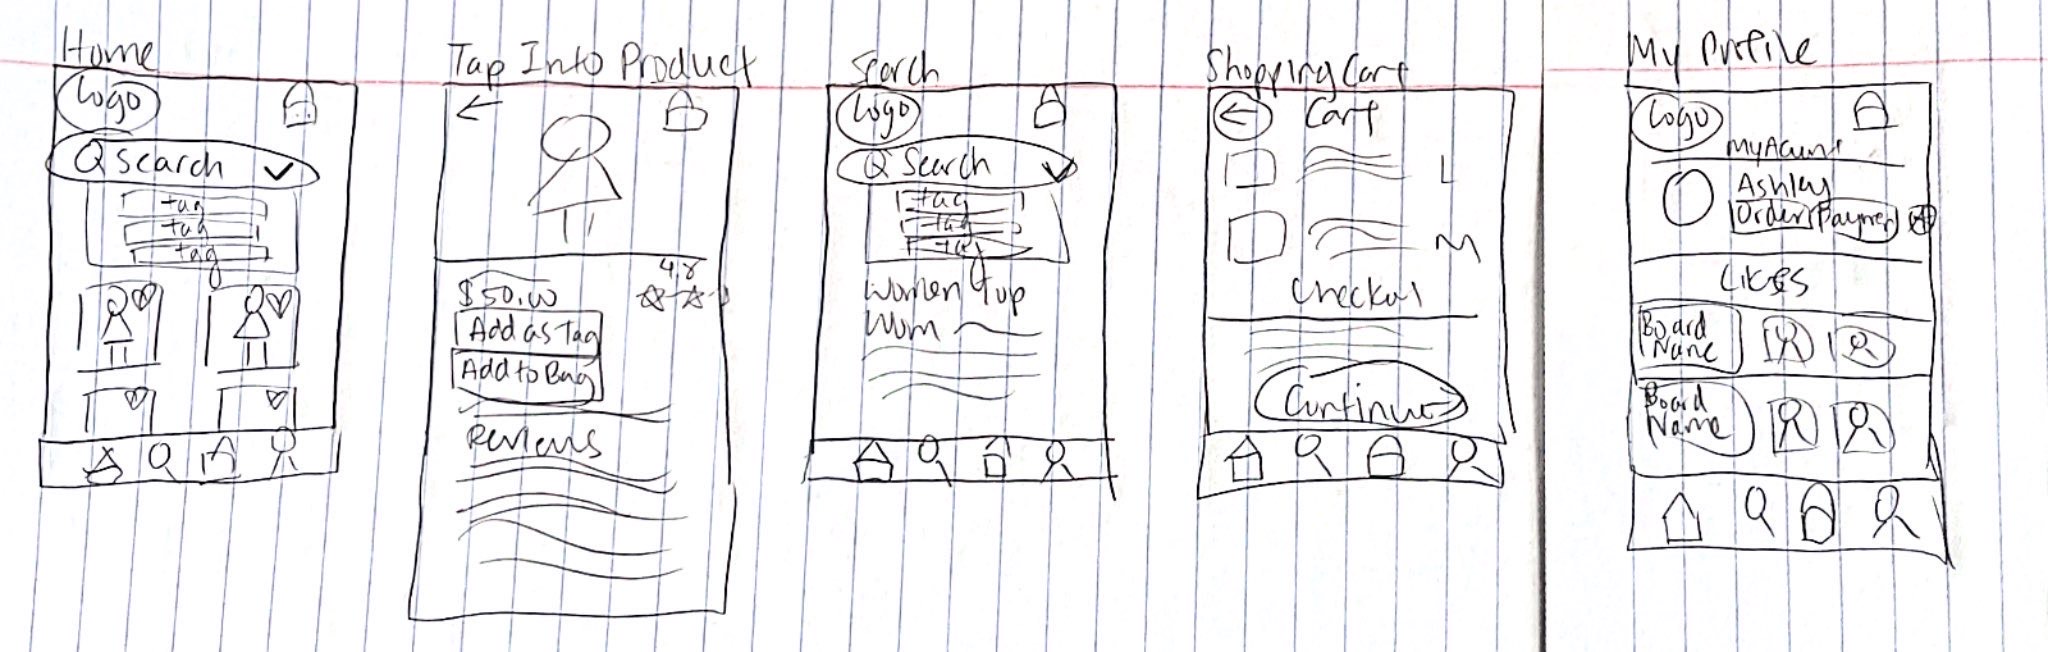 Home
Logo
Search
tag
tag
tag
Tap Into Product
4.8
$50.00
Add as Tag
Add to Bag
Reviews
Search
Logo
Search
tag
tag
tag
Women Top
Wom
Shopping Cart
Cart
L
M
Checkout
Continue
My Profile
Logo
My Account
Ashley
Order Payment
Likes
Board
Name
Board
Name